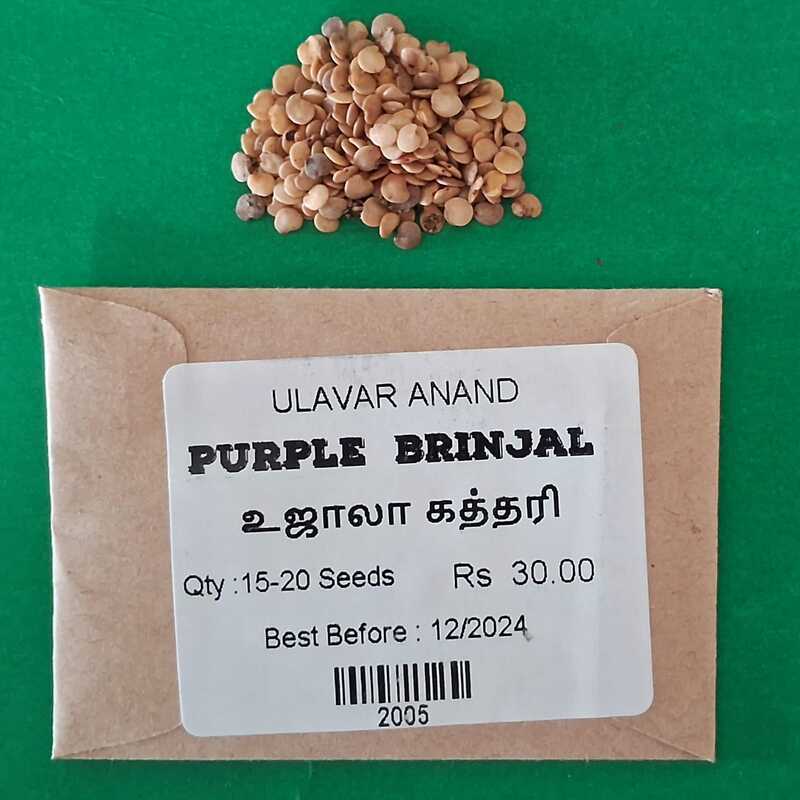 ULAVAR ANAND
PURPLE BRINJAL
உஜாலா கத்தரி
Qty :15-20 Seeds Rs 30.00
Best Before : 12/2024
2005